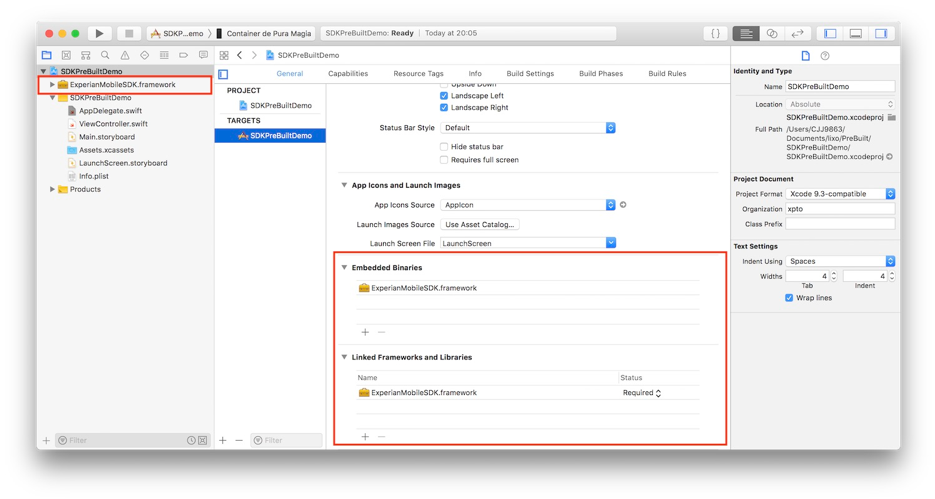 SDKP...emo
Container de Pura Magia
SDKPreBuiltDemo: Ready | Today at 20:05
SDKPreBuiltDemo
ExperianMobileSDK.framework
SDKPreBuiltDemo
AppDelegate.swift
ViewController.swift
Main.storyboard
Assets.xcassets
LaunchScreen.storyboard
Info.plist
Products
Filter
SDKPreBuiltDemo
General
Capabilities
Resource Tags
Info
Build Settings
Build Phases
Build Rules
PROJECT
SDKPreBuiltDemo
TARGETS
SDKPreBuiltDemo
Filter
Upside Down
Landscape Left
Landscape Right
Status Bar Style Default
Hide status bar
Requires full screen
App Icons and Launch Images
App Icons Source AppIcon
Launch Images Source Use Asset Catalog...
Launch Screen File LaunchScreen
Embedded Binaries
ExperianMobileSDK.framework
Linked Frameworks and Libraries
Name Status
ExperianMobileSDK.framework Required
Identity and Type
Name SDKPreBuiltDemo
Location Absolute
SDKPreBuiltDemo.xcodeproj
Full Path /Users/CJJ9863/
Documents/lixo/PreBuilt/
SDKPreBuiltDemo/
SDKPreBuiltDemo.xcodeproj
Project Document
Project Format Xcode 9.3-compatible
Organization xpto
Class Prefix
Text Settings
Indent Using Spaces
Widths 4 4
Tab Indent
Wrap lines